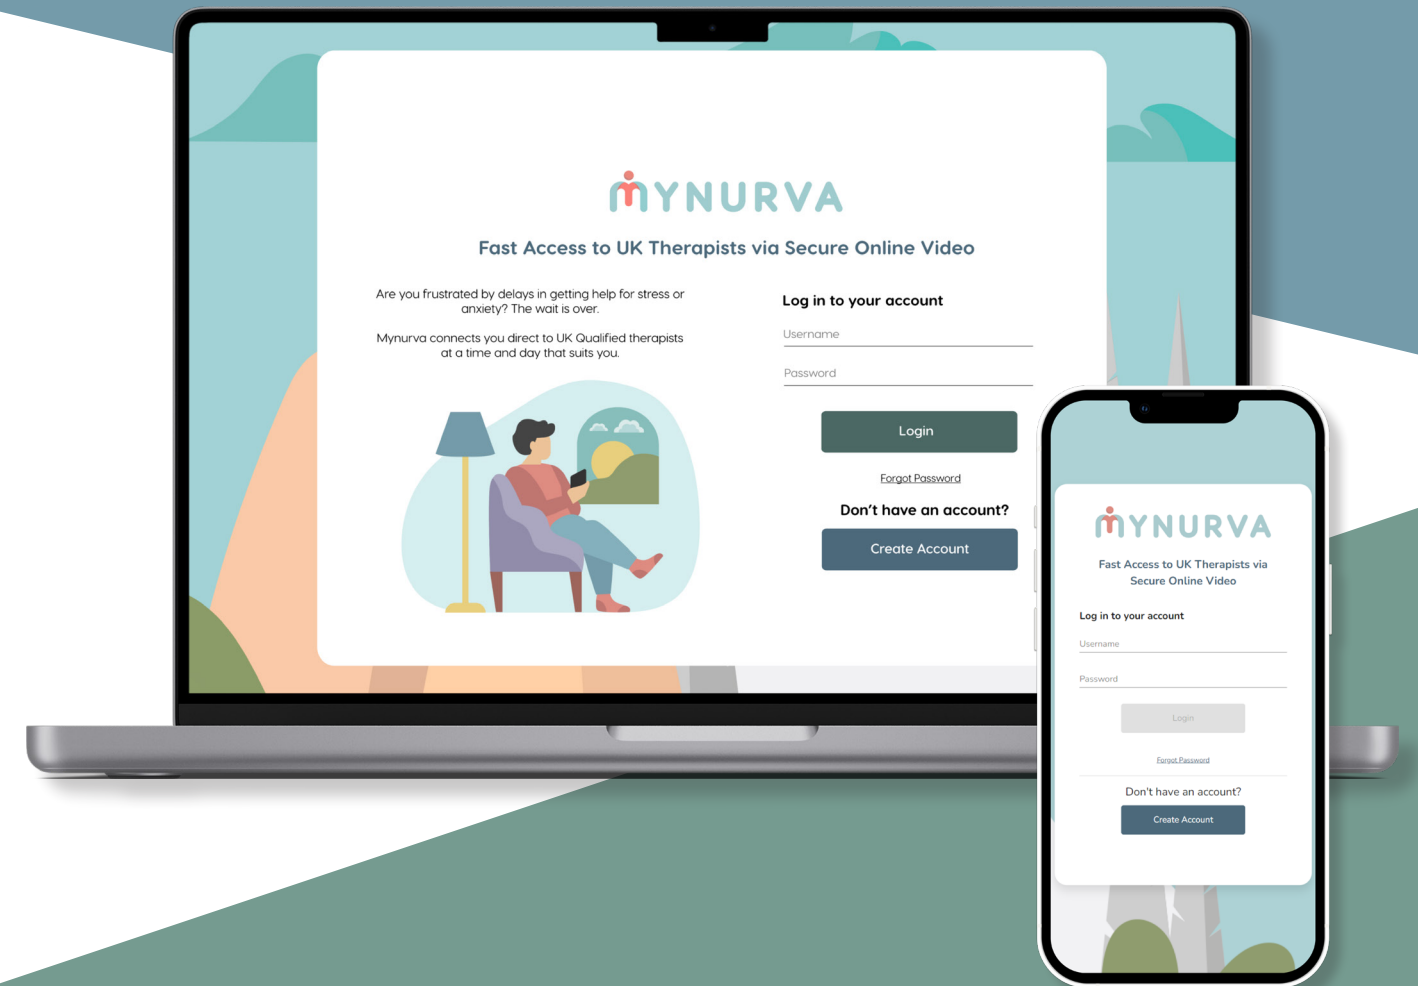 MYNURVA
Fast Access to UK Therapists via Secure Online Video
Are you frustrated by delays in getting help for stress or
anxiety? The wait is over.
Mynurva connects you direct to UK Qualified therapists
at a time and day that suits you.
Log in to your account
Username
Password
Login
Forgot Password
Don't have an account?
Create Account
MYNURVA
Fast Access to UK Therapists via
Secure Online Video
Log in to your account
Username
Password
Login
Forgot Password
Don't have an account?
Create Account